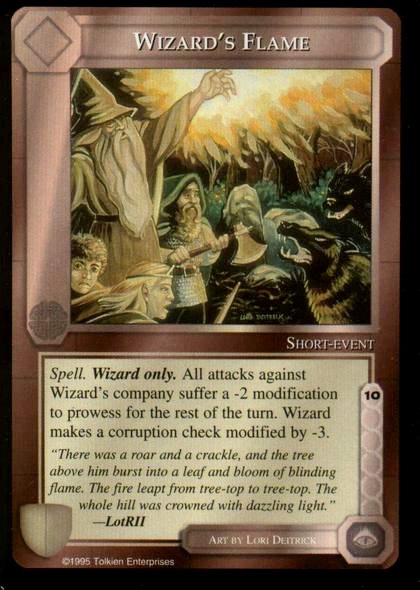 WIZARD'S FLAME
LORI DEITRICK
SHORT-EVENT
Spell. Wizard only. All attacks against
Wizard's company suffer a -2 modification
to prowess for the rest of the turn. Wizard
makes a corruption check modified by -3.
10
"There was a roar and a crackle, and the tree
above him burst into a leaf and bloom of blinding
flame. The fire leapt from tree-top to tree-top. The
whole hill was crowned with dazzling light."
—LotRII
ART BY LORI DEITRICK
©1995 Tolkien Enterprises